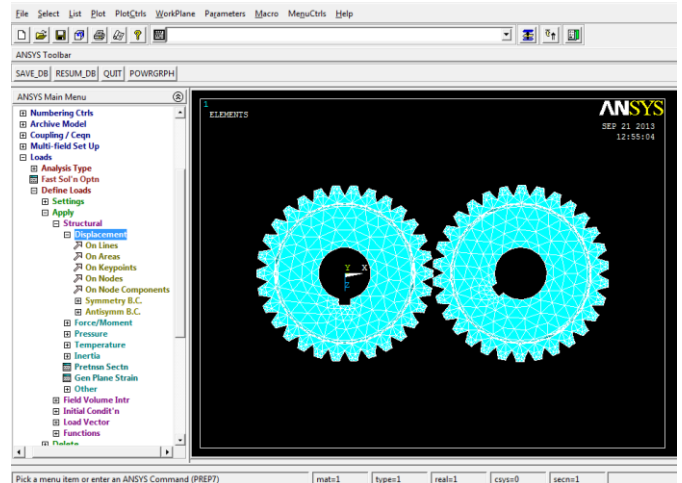 File Select List Plot PlotCtrls WorkPlane Parameters Macro MenuCtrls Help
ANSYS Toolbar
SAVE_DB RESUM_DB QUIT POWRGRPH
ANSYS Main Menu
Numbering Ctrls
Archive Model
Coupling / Ceqn
Multi-field Set Up
Loads
Analysis Type
Fast Sol'n Optn
Define Loads
Settings
Apply
Structural
Displacement
On Lines
On Areas
On Keypoints
On Nodes
On Node Components
Symmetry B.C.
Antisymm B.C.
Force/Moment
Pressure
Temperature
Inertia
Pretnsn Sectn
Gen Plane Strain
Other
Field Volume Intr
Initial Condit'n
Load Vector
Functions
Delete
1
ELEMENTS
ANSYS
SEP 21 2013
12:55:04
Y X
Z
Pick a menu item or enter an ANSYS Command (PREP7) mat=1 type=1 real=1 csys=0 secn=1